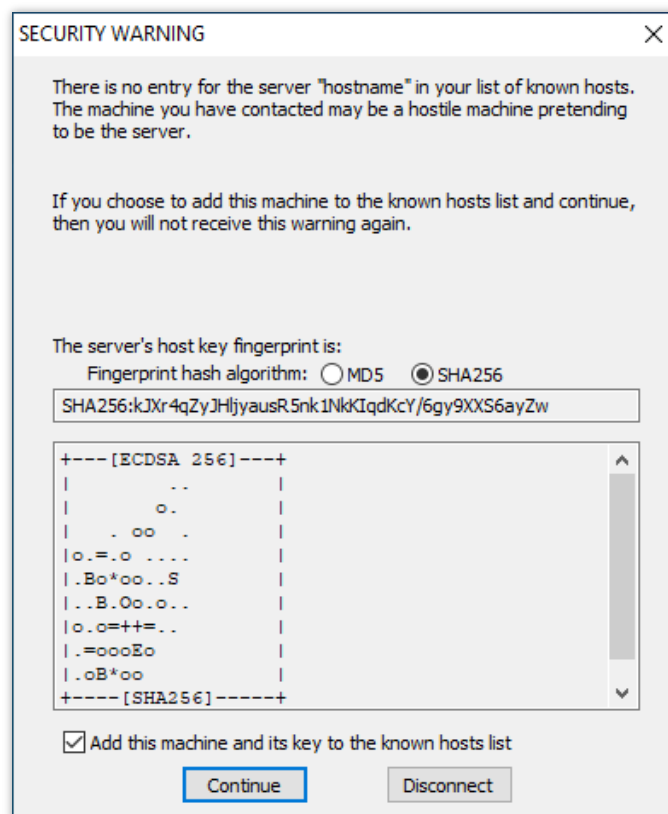 SECURITY WARNING
There is no entry for the server "hostname" in your list of known hosts.
The machine you have contacted may be a hostile machine pretending
to be the server.
If you choose to add this machine to the known hosts list and continue,
then you will not receive this warning again.
The server's host key fingerprint is:
Fingerprint hash algorithm: MD5 SHA256
SHA256:kJXr4qZyJHljyausR5nk1NkKIqdKcY/6gy9XXS6ayZw
+---[ECDSA 256]---+
|        ..       |
|       o.        |
|   . oo  .       |
|o.=.o ....       |
|.Bo*oo..S        |
|..B.Oo.o..       |
|o.o=++=..        |
|.=oooEo          |
|.oB*oo           |
+----[SHA256]-----+
Add this machine and its key to the known hosts list
Continue Disconnect